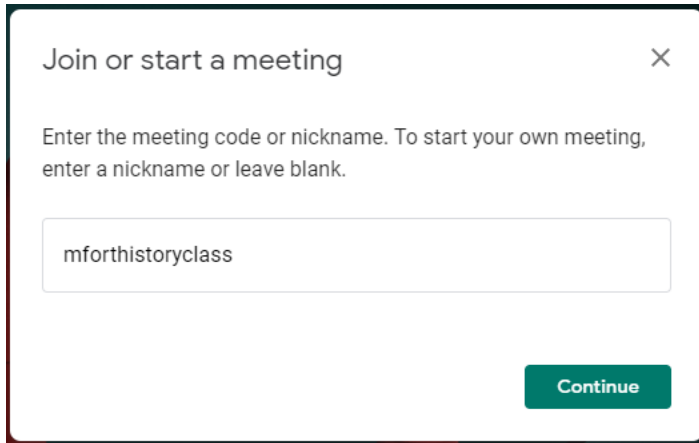 Join or start a meeting
Enter the meeting code or nickname. To start your own meeting,
enter a nickname or leave blank.
mforthistoryclass
Continue